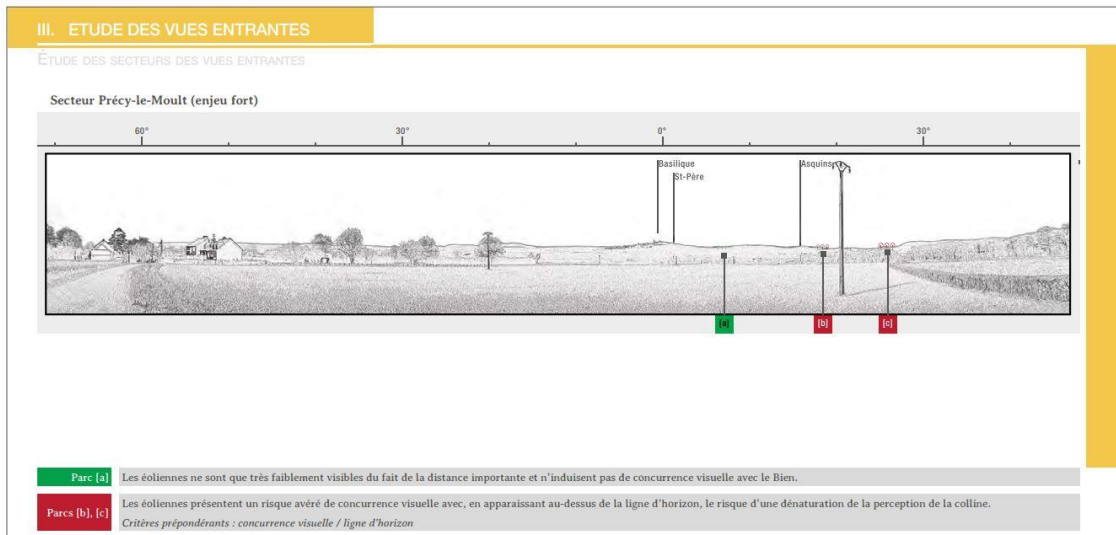 III. ETUDE DES VUES ENTRANTES
ÉTUDE DES SECTEURS DES VUES ENTRANTES
Secteur Précy-le-Moult (enjeu fort)
60° 30° 0° 30°
Basilique
St-Père
Asquins
[a] [b] [c]
Parc [a] Les éoliennes ne sont que très faiblement visibles du fait de la distance importante et n'induisent pas de concurrence visuelle avec le Bien.
Parcs [b], [c] Les éoliennes présentent un risque avéré de concurrence visuelle avec, en apparaissant au-dessus de la ligne d'horizon, le risque d'une dénaturation de la perception de la colline.
Critères prépondérants : concurrence visuelle / ligne d'horizon